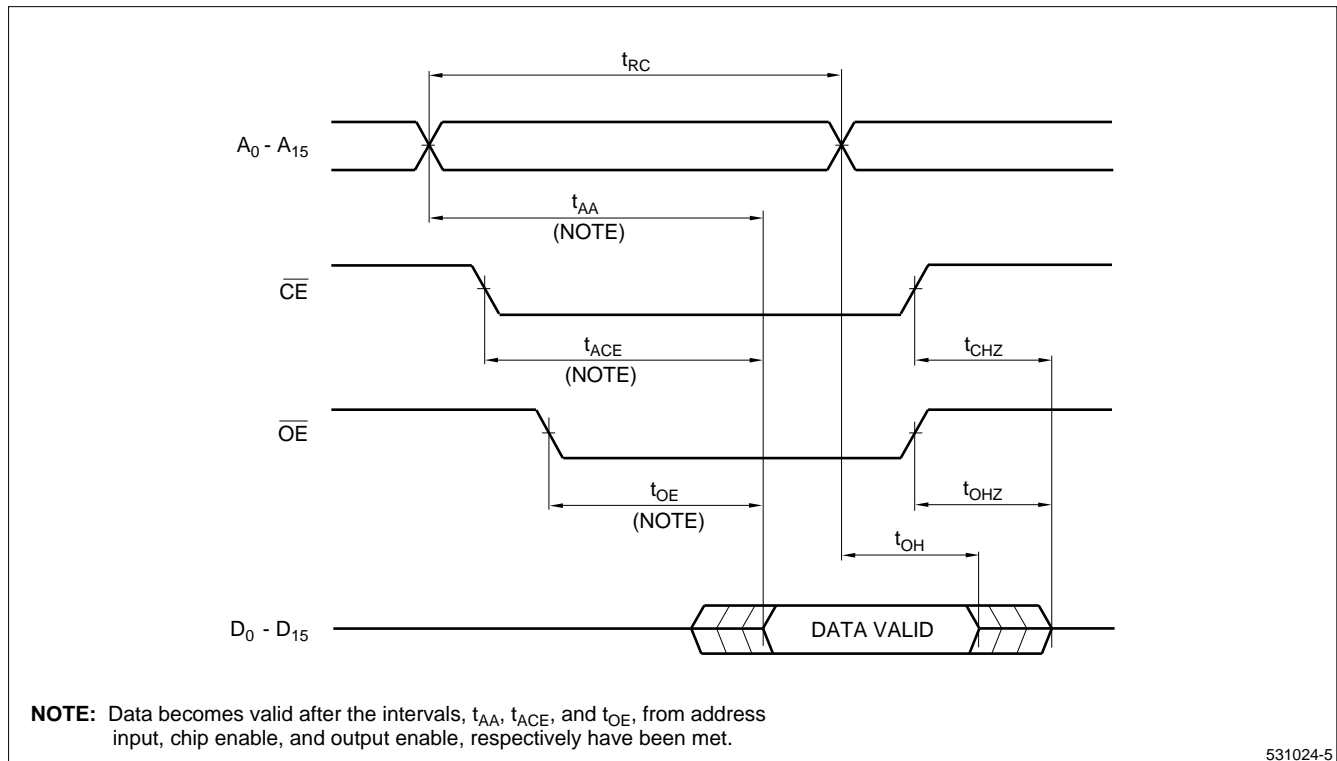 tRC
A0 - A15
tAA
(NOTE)
CE
tACE
(NOTE)
tCHZ
OE
tOE
(NOTE)
tOHZ
tOH
D0 - D15
DATA VALID
NOTE: Data becomes valid after the intervals, tAA, tACE, and tOE, from address
input, chip enable, and output enable, respectively have been met.
531024-5